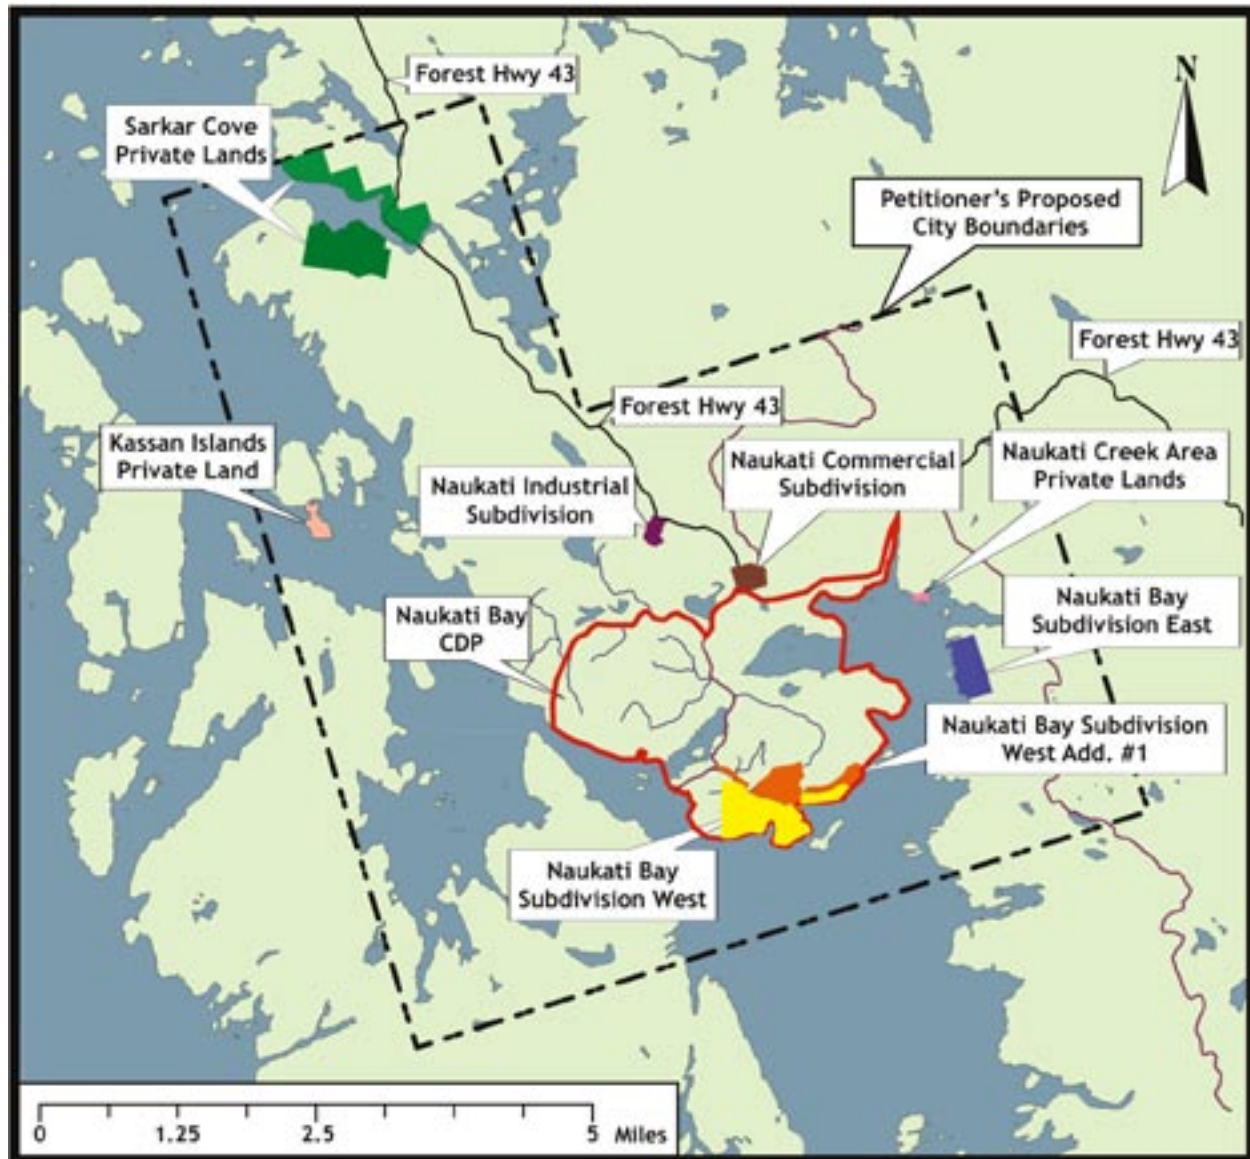 Forest Hwy 43
N
Sarkar Cove
Private Lands
Petitioner's Proposed
City Boundaries
Forest Hwy 43
Forest Hwy 43
Kassan Islands
Private Land
Naukati Industrial
Subdivision
Naukati Commercial
Subdivision
Naukati Creek Area
Private Lands
Naukati Bay
CDP
Naukati Bay
Subdivision East
Naukati Bay Subdivision
West Add. #1
Naukati Bay
Subdivision West
0 1.25 2.5 5 Miles